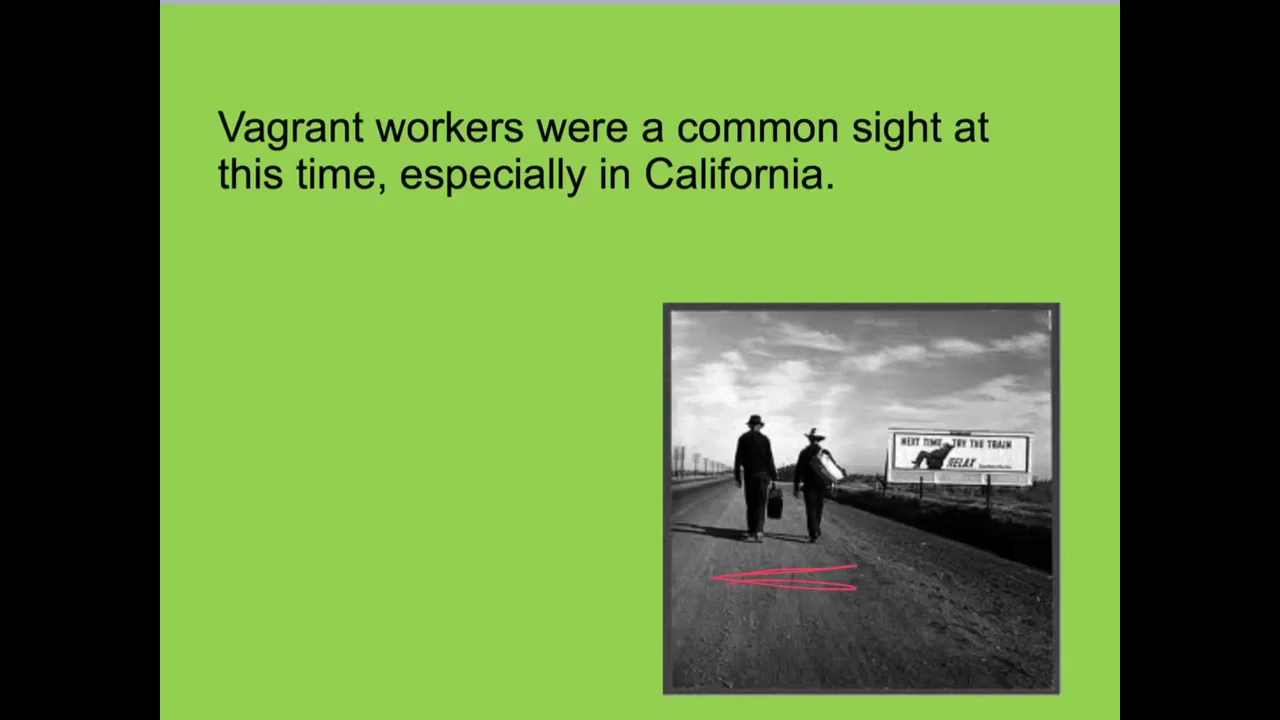 Vagrant workers were a common sight at
this time, especially in California.
NEXT TIME TRY THE TRAIN
RELAX